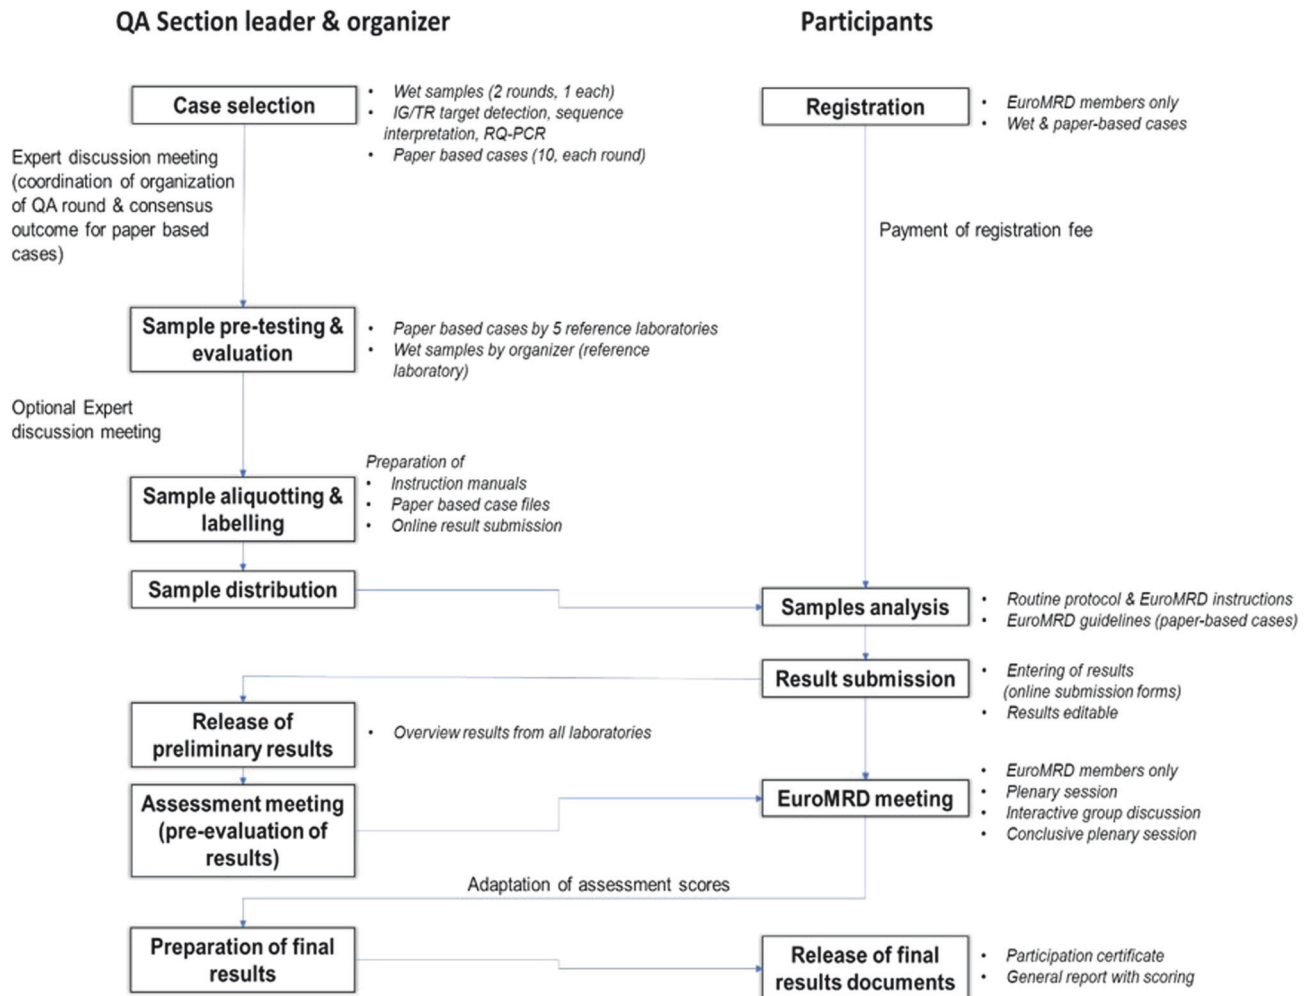 QA Section leader & organizer
Participants
Case selection
• Wet samples (2 rounds, 1 each)
• IG/TR target detection, sequence
interpretation, RQ-PCR
• Paper based cases (10, each round)
Registration
• EuroMRD members only
• Wet & paper-based cases
Expert discussion meeting
(coordination of organization
of QA round & consensus
outcome for paper based
cases)
Payment of registration fee
Sample pre-testing &
evaluation
• Paper based cases by 5 reference laboratories
• Wet samples by organizer (reference
laboratory)
Optional Expert
discussion meeting
Sample aliquotting &
labelling
Preparation of
• Instruction manuals
• Paper based case files
• Online result submission
Sample distribution
Samples analysis
• Routine protocol & EuroMRD instructions
• EuroMRD guidelines (paper-based cases)
Result submission
• Entering of results
(online submission forms)
• Results editable
Release of
preliminary results
• Overview results from all laboratories
Assessment meeting
(pre-evaluation of
results)
EuroMRD meeting
• EuroMRD members only
• Plenary session
• Interactive group discussion
• Conclusive plenary session
Adaptation of assessment scores
Preparation of final
results
Release of final
results documents
• Participation certificate
• General report with scoring